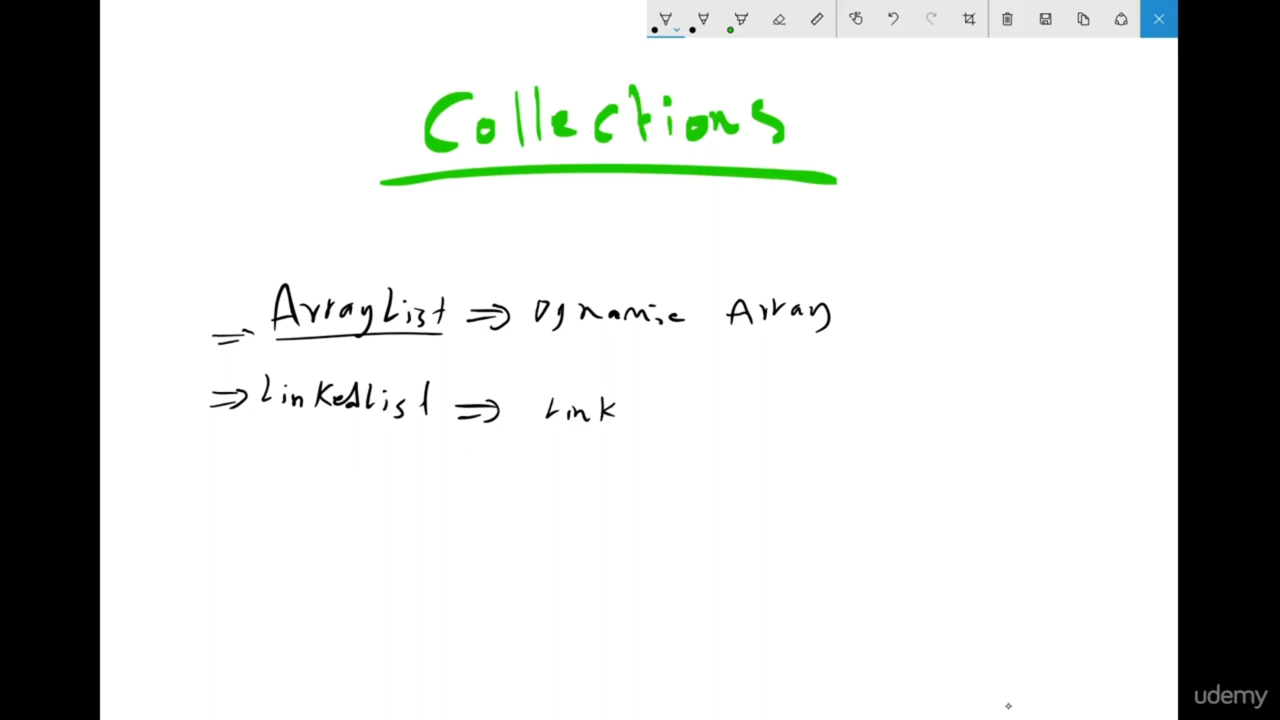 Collections
⇒ ArrayList ⇒ Dynamic Array
⇒ LinkedList ⇒ Link
udemy